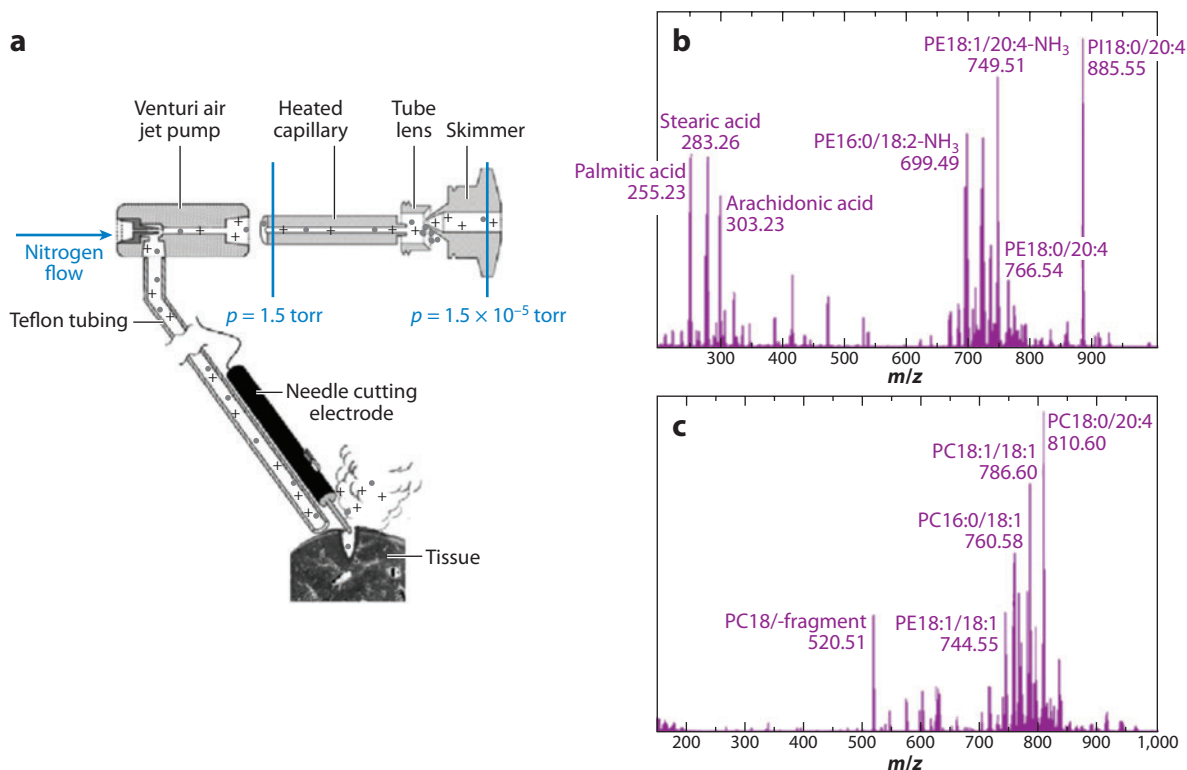 a
Venturi air
jet pump
Heated
capillary
Tube
lens
Skimmer
Nitrogen
flow
Teflon tubing
p = 1.5 torr
p = 1.5 × 10⁻⁵ torr
Needle cutting
electrode
Tissue
b
PE18:1/20:4-NH₃
749.51
PI18:0/20:4
885.55
Stearic acid
283.26
PE16:0/18:2-NH₃
699.49
Palmitic acid
255.23
Arachidonic acid
303.23
PE18:0/20:4
766.54
300 400 500 600 700 800 900
m/z
c
PC18:0/20:4
810.60
PC18:1/18:1
786.60
PC16:0/18:1
760.58
PC18/-fragment
520.51
PE18:1/18:1
744.55
200 300 400 500 600 700 800 900 1,000
m/z